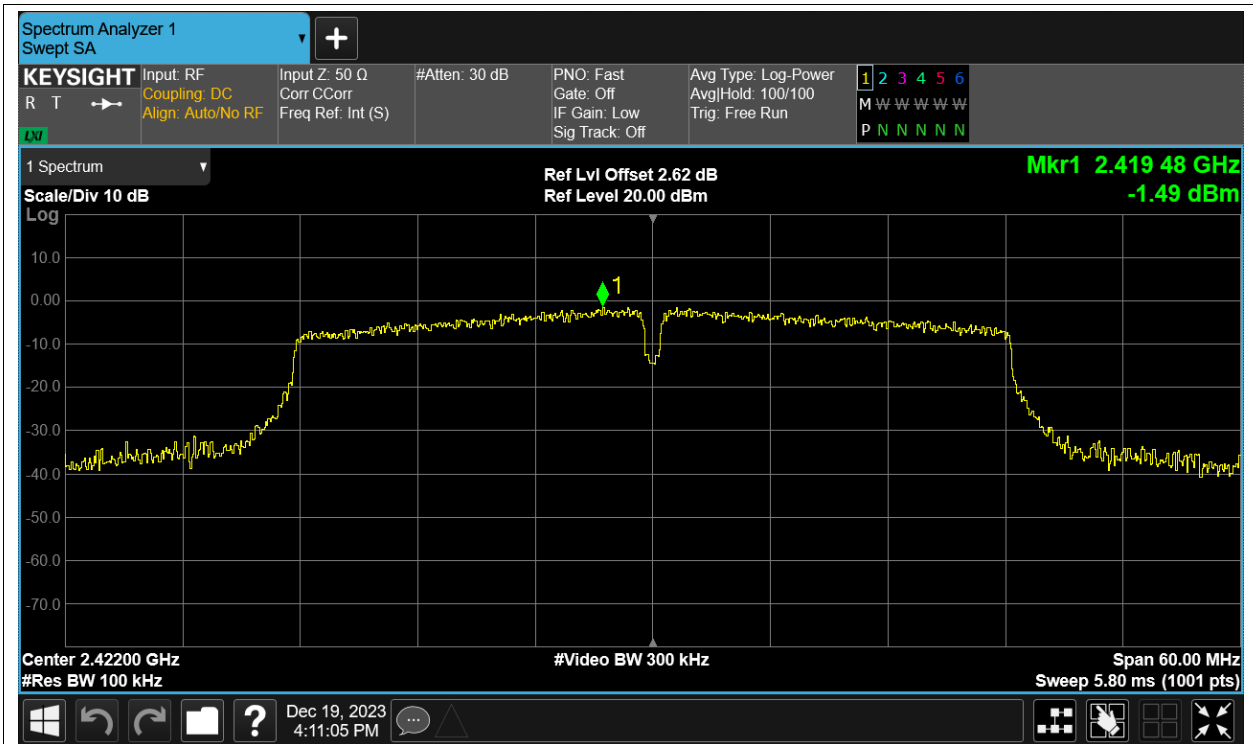 Spectrum Analyzer 1
Swept SA
KEYSIGHT Input: RF Input Z: 50 Ω #Atten: 30 dB PNO: Fast Avg Type: Log-Power 1 2 3 4 5 6
R T Coupling: DC Corr CCorr Gate: Off Avg|Hold: 100/100 M W W W W W W
Align: Auto/No RF Freq Ref: Int (S) IF Gain: Low Trig: Free Run
LXI Sig Track: Off P N N N N N N
1 Spectrum Ref Lvl Offset 2.62 dB Mkr1 2.419 48 GHz
Scale/Div 10 dB Ref Level 20.00 dBm -1.49 dBm
Log
10.0
1
0.00
-10.0
-20.0
-30.0
-40.0
-50.0
-60.0
-70.0
Center 2.42200 GHz #Video BW 300 kHz Span 60.00 MHz
#Res BW 100 kHz Sweep 5.80 ms (1001 pts)
? Dec 19, 2023
4:11:05 PM